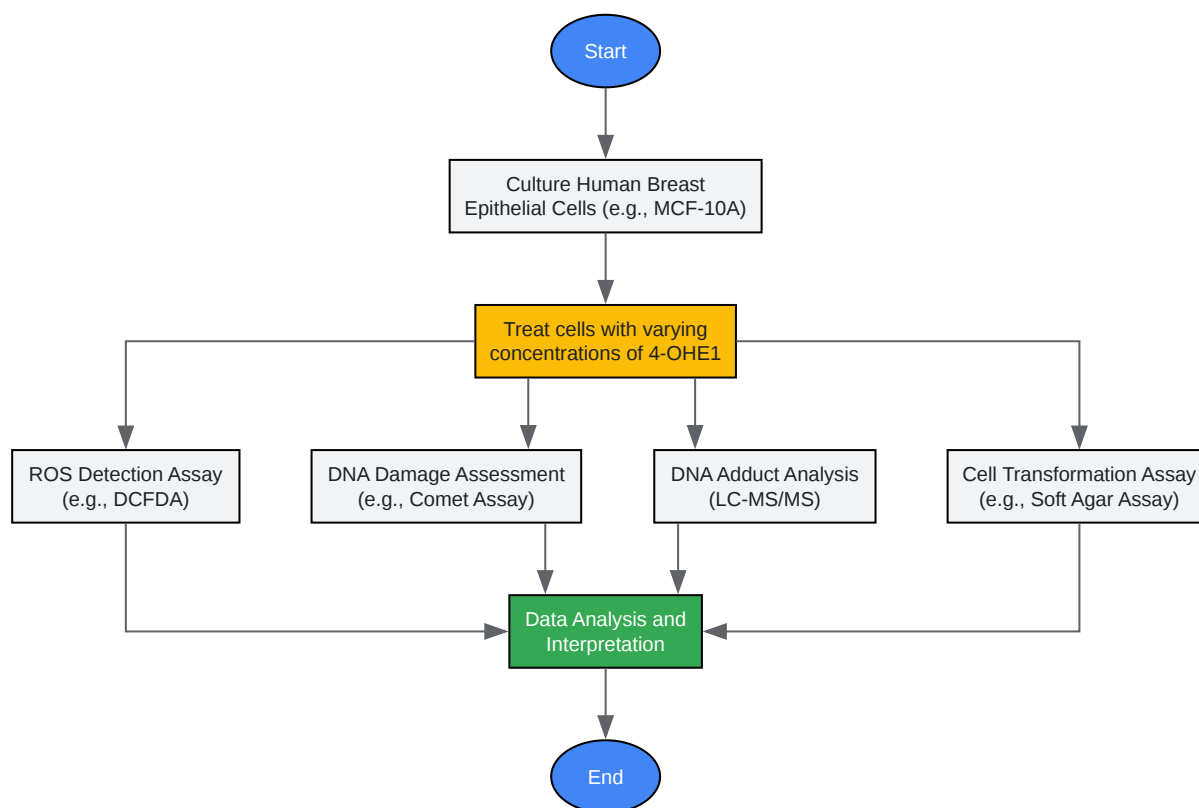 Start
Culture Human Breast
Epithelial Cells (e.g., MCF-10A)
Treat cells with varying
concentrations of 4-OHE1
ROS Detection Assay
(e.g., DCFDA)
DNA Damage Assessment
(e.g., Comet Assay)
DNA Adduct Analysis
(LC-MS/MS)
Cell Transformation Assay
(e.g., Soft Agar Assay)
Data Analysis and
Interpretation
End